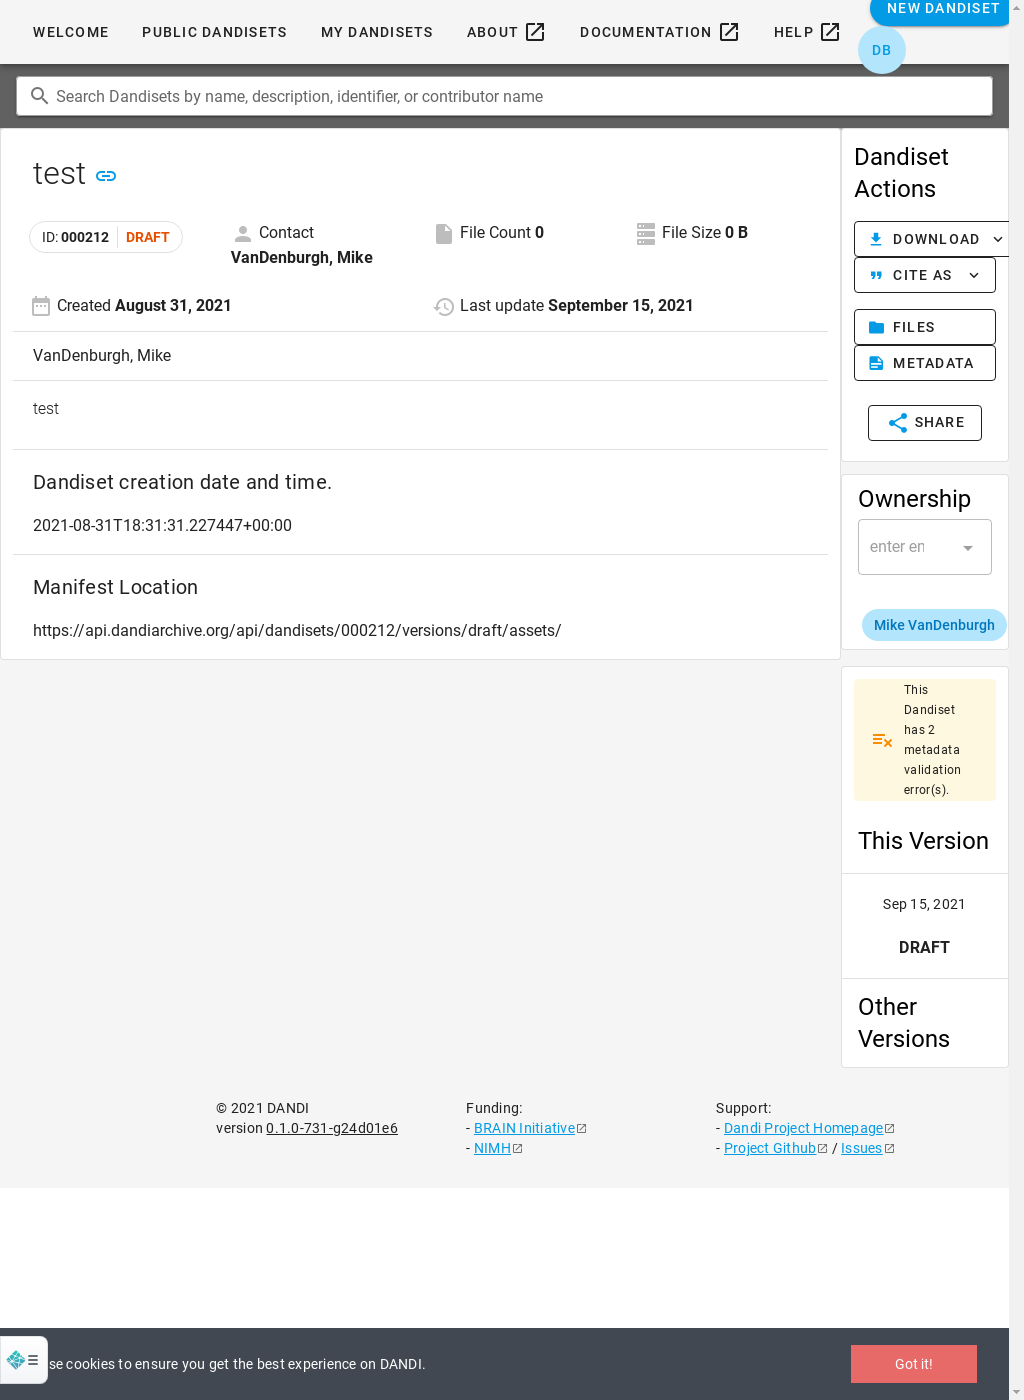 WELCOME
PUBLIC DANDISETS
MY DANDISETS
ABOUT
DOCUMENTATION
HELP
NEW DANDISET
DB
Search Dandisets by name, description, identifier, or contributor name
test
ID: 000212 DRAFT
Contact
VanDenburgh, Mike
File Count 0
File Size 0 B
Created August 31, 2021
Last update September 15, 2021
VanDenburgh, Mike
test
Dandiset creation date and time.
2021-08-31T18:31:31.227447+00:00
Manifest Location
https://api.dandiarchive.org/api/dandisets/000212/versions/draft/assets/
Dandiset
Actions
DOWNLOAD
CITE AS
FILES
METADATA
SHARE
Ownership
enter
Mike VanDenburgh
This
Dandiset
has 2
metadata
validation
error(s).
This Version
Sep 15, 2021
DRAFT
Other
Versions
© 2021 DANDI
version 0.1.0-731-g24d01e6
Funding:
- BRAIN Initiative
- NIMH
Support:
- Dandi Project Homepage
- Project Github / Issues
se cookies to ensure you get the best experience on DANDI.
Got it!